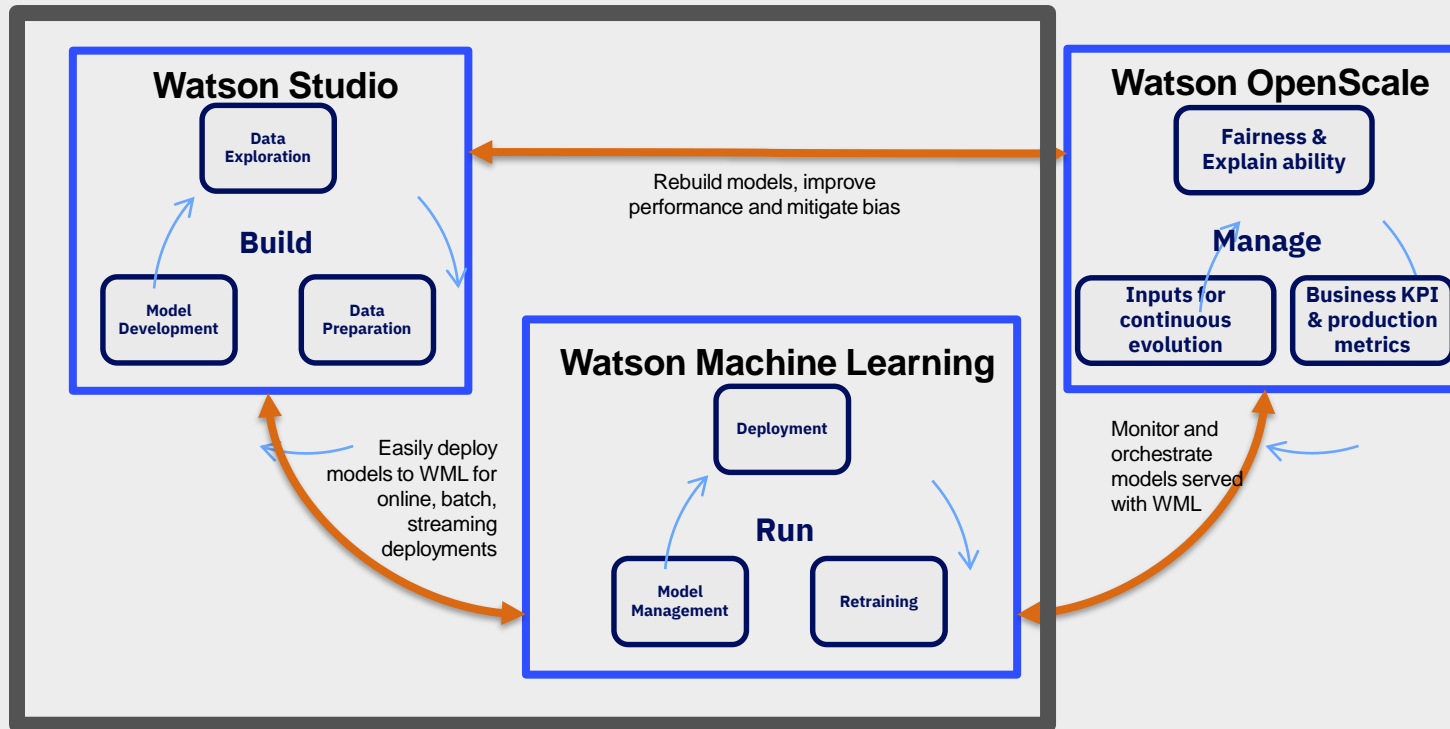 Watson Studio
Data
Exploration
Build
Model
Development
Data
Preparation
Rebuild models, improve
performance and mitigate bias
Watson OpenScale
Fairness &
Explain ability
Manage
Inputs for
continuous
evolution
Business KPI
& production
metrics
Easily deploy
models to WML for
online, batch,
streaming
deployments
Watson Machine Learning
Deployment
Run
Model
Management
Retraining
Monitor and
orchestrate
models served
with WML